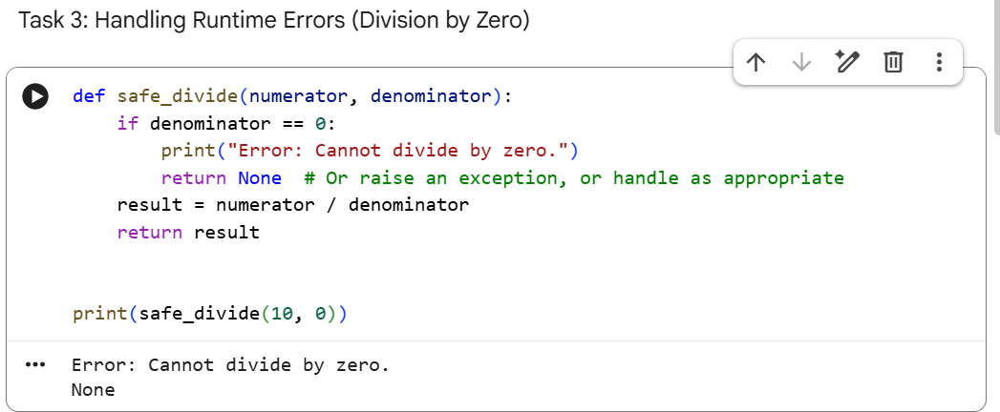 Task 3: Handling Runtime Errors (Division by Zero)
def safe_divide(numerator, denominator):
    if denominator == 0:
        print("Error: Cannot divide by zero.")
        return None  # Or raise an exception, or handle as appropriate
    result = numerator / denominator
    return result
print(safe_divide(10, 0))
Error: Cannot divide by zero.
None